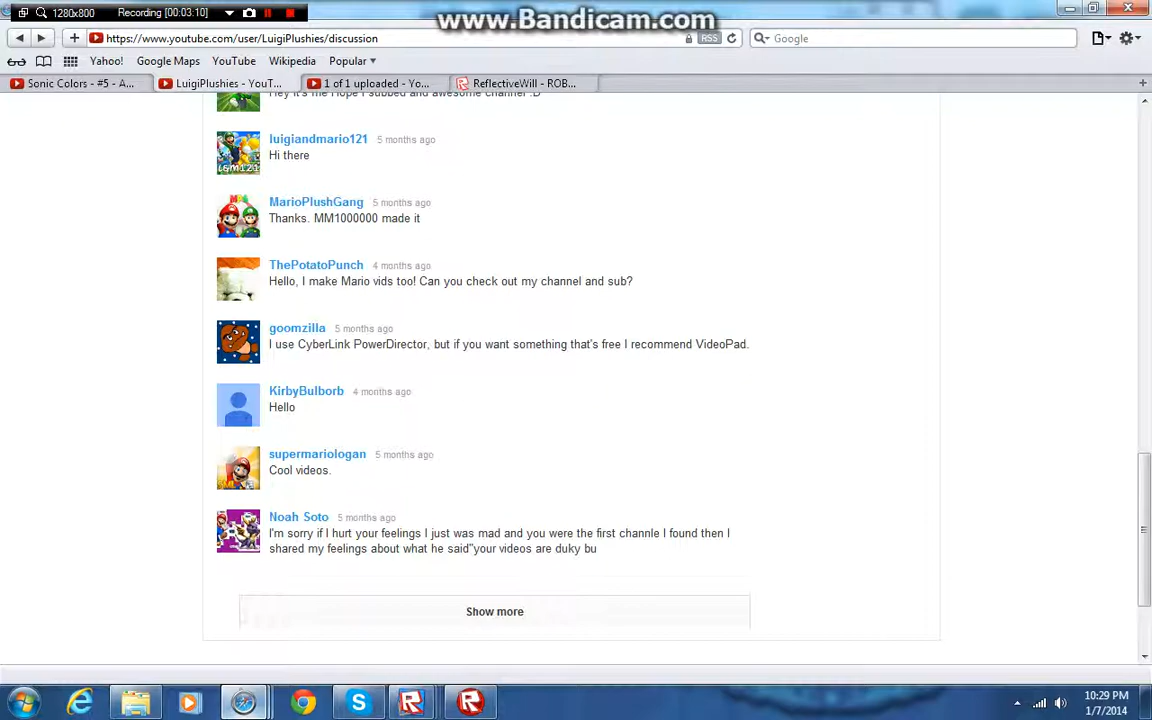 www.Bandicam.com
1280x800 Recording [00:03:10]
https://www.youtube.com/user/LuigiPlushies/discussion RSS Google
Yahoo! Google Maps YouTube Wikipedia Popular
Sonic Colors - #5 - A... LuigiPlushies - YouT... 1 of 1 uploaded - Yo... ReflectiveWill - ROB...
Hey it's me Hope I subbed and awesome channel :D
luigiandmario121 5 months ago
Hi there
MarioPlushGang 5 months ago
Thanks. MM1000000 made it
ThePotatoPunch 4 months ago
Hello, I make Mario vids too! Can you check out my channel and sub?
goomzilla 5 months ago
I use CyberLink PowerDirector, but if you want something that's free I recommend VideoPad.
KirbyBulborb 4 months ago
Hello
supermariologan 5 months ago
Cool videos.
Noah Soto 5 months ago
I'm sorry if I hurt your feelings I just was mad and you were the first channle I found then I
shared my feelings about what he said"your videos are duky bu
Show more
10:29 PM
1/7/2014